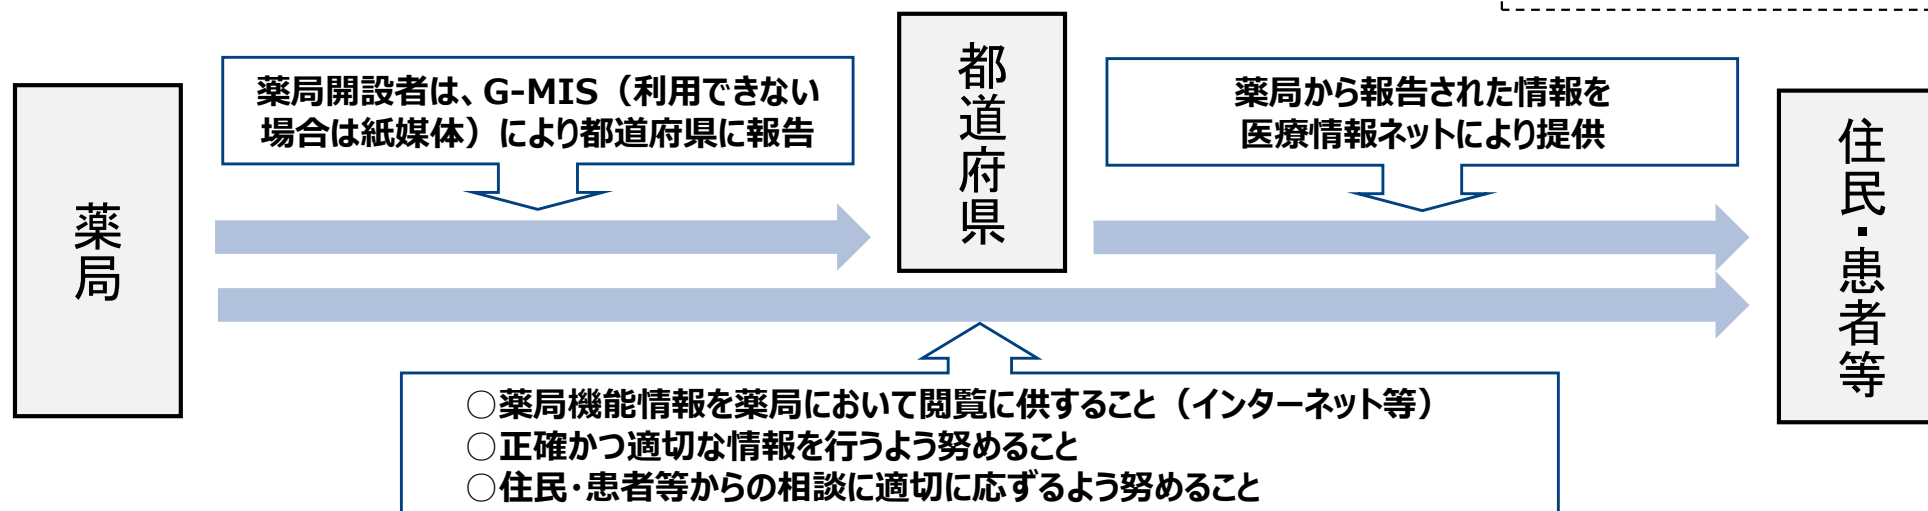 薬局
薬局開設者は、G-MIS（利用できない
場合は紙媒体）により都道府県に報告
都道府県
薬局から報告された情報を
医療情報ネットにより提供
住民・患者等
○薬局機能情報を薬局において閲覧に供すること（インターネット等）
○正確かつ適切な情報を行うよう努めること
○住民・患者等からの相談に適切に応ずるよう努めること